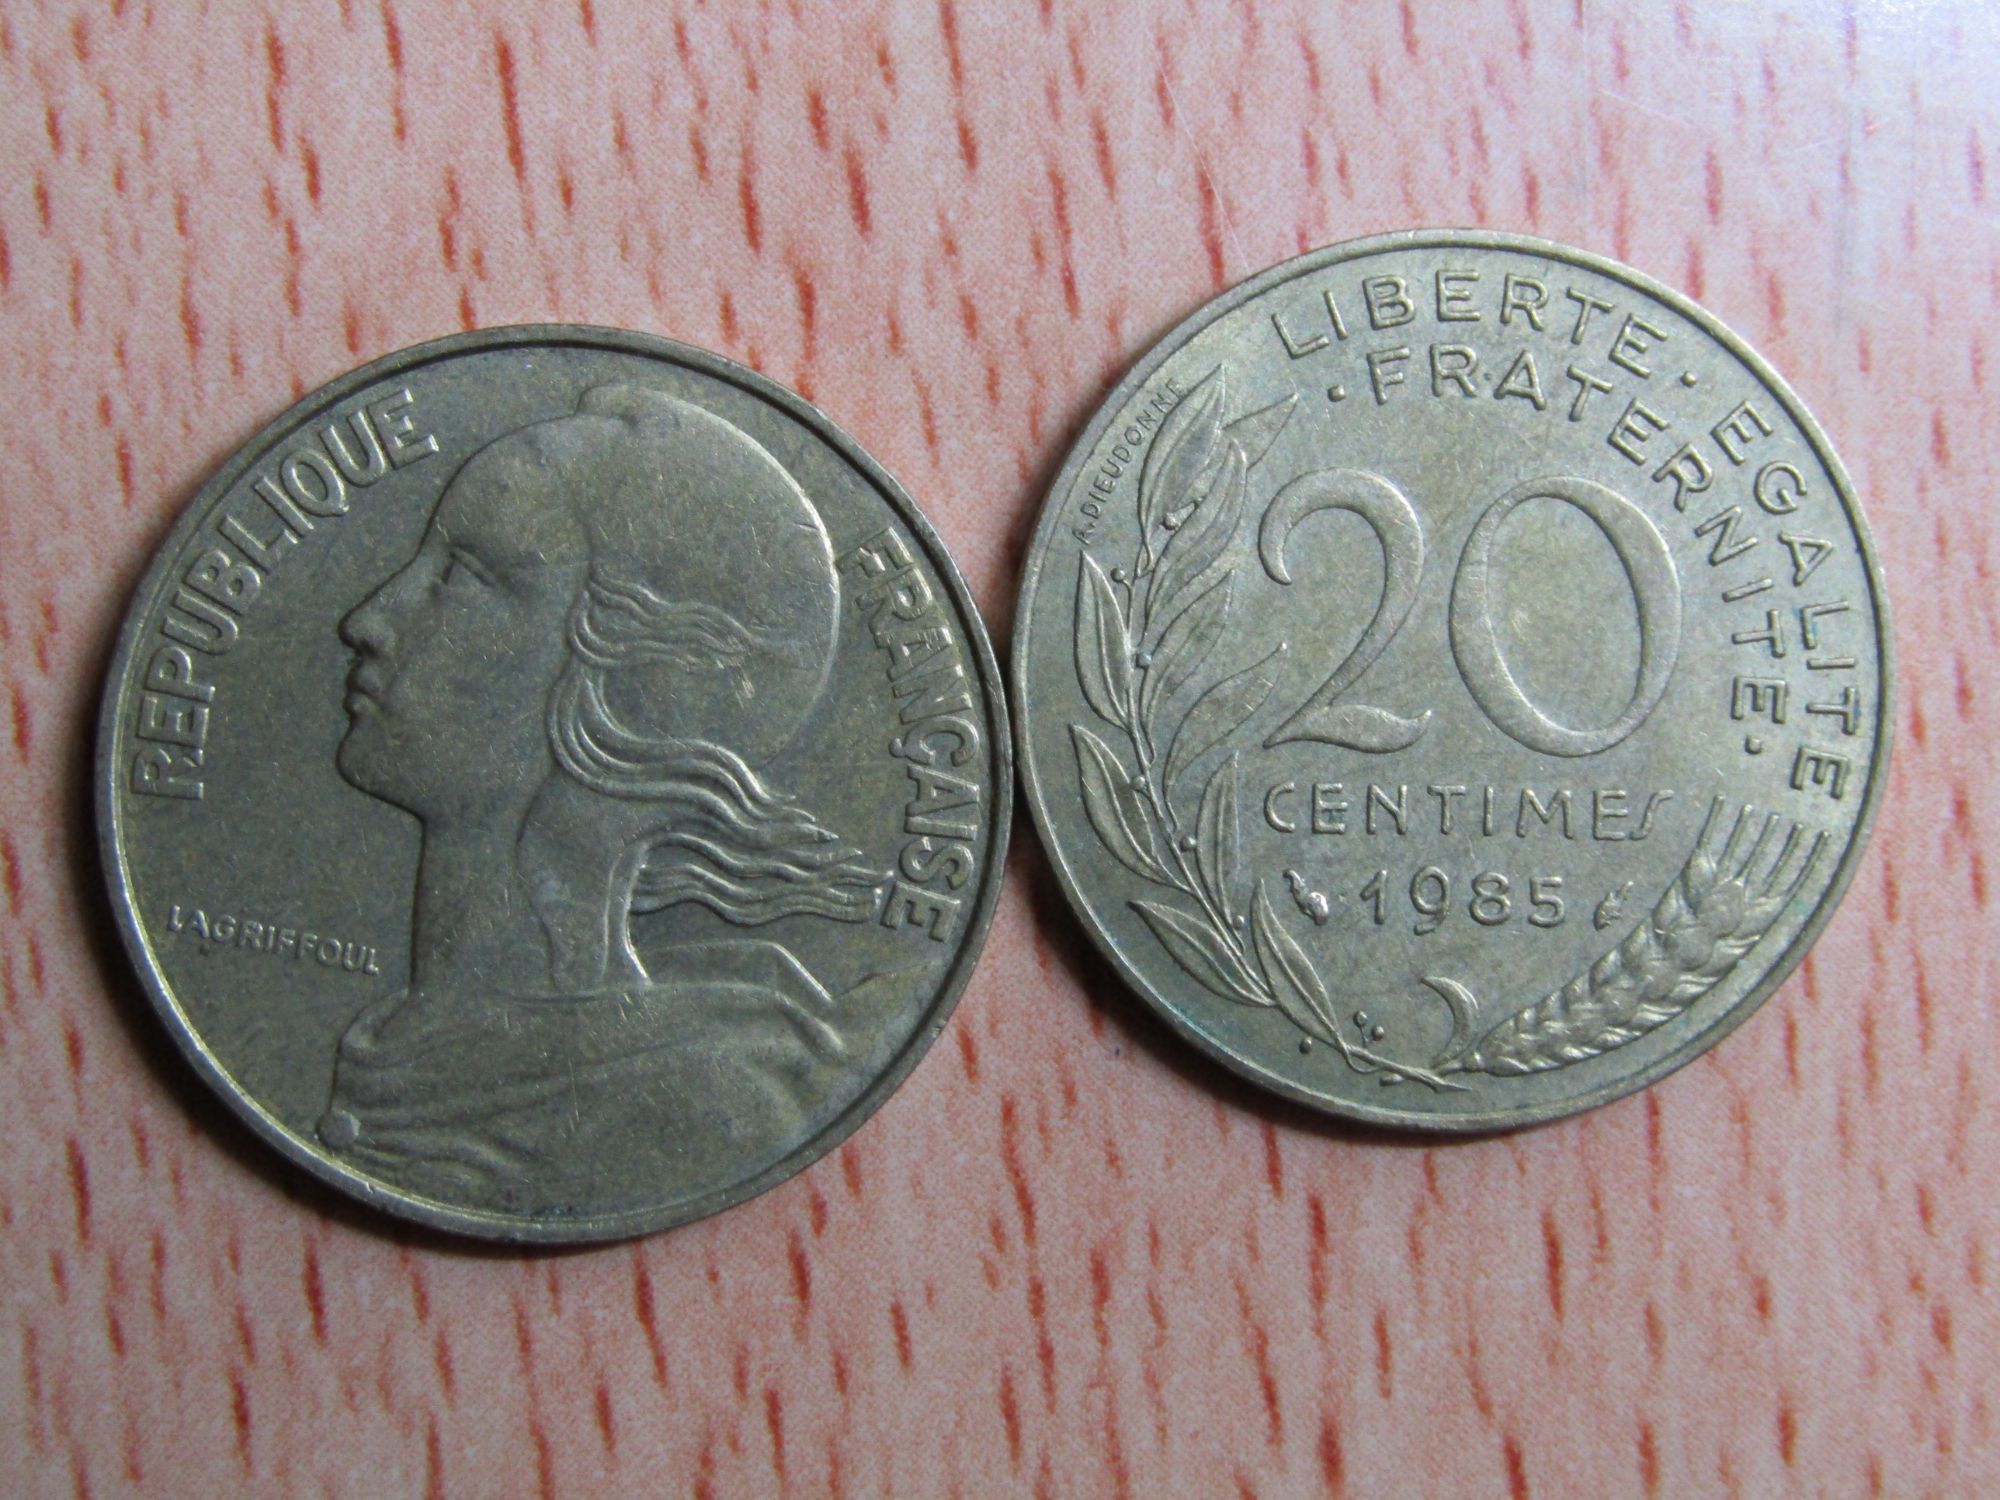 REPUBLIQUE
FRANÇAISE
LAGRIFFOUL
LIBERTE · EGALITE
· FRATERNITE ·
A.DIEUDONNE
20
CENTIMES
1985